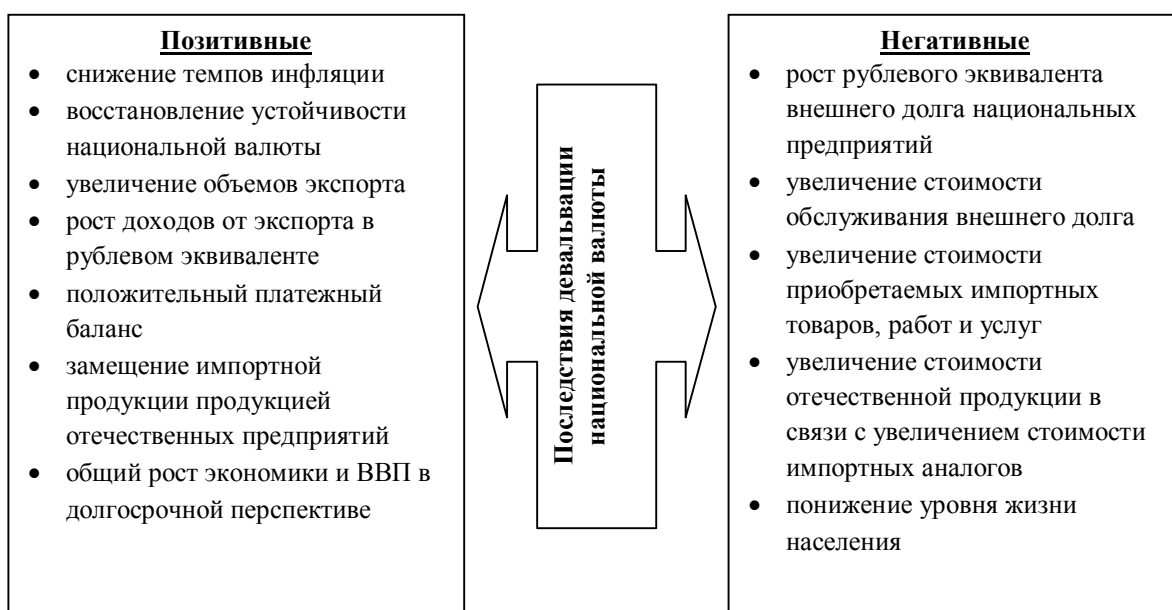 Позитивные
• снижение темпов инфляции
• восстановление устойчивости
национальной валюты
• увеличение объемов экспорта
• рост доходов от экспорта в
рублевом эквиваленте
• положительный платежный
баланс
• замещение импортной
продукции продукцией
отечественных предприятий
• общий рост экономики и ВВП в
долгосрочной перспективе
Последствия девальвации
национальной валюты
Негативные
• рост рублевого эквивалента
внешнего долга национальных
предприятий
• увеличение стоимости
обслуживания внешнего долга
• увеличение стоимости
приобретаемых импортных
товаров, работ и услуг
• увеличение стоимости
отечественной продукции в
связи с увеличением стоимости
импортных аналогов
• понижение уровня жизни
населения